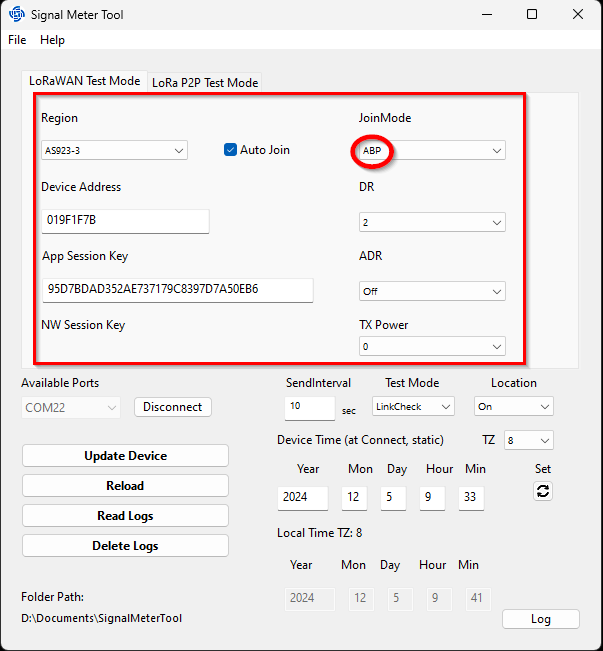 Signal Meter Tool
File Help
LoRaWAN Test Mode LoRa P2P Test Mode
Region JoinMode
AS923-3 Auto Join ABP
Device Address DR
019F1F7B 2
App Session Key ADR
95D7BDAD352AE737179C8397D7A50EB6 Off
NW Session Key TX Power
0
Available Ports SendInterval Test Mode Location
COM22 Disconnect 10 sec LinkCheck On
Device Time (at Connect, static) TZ 8
Update Device
Year Mon Day Hour Min Set
Reload
2024 12 5 9 33
Read Logs
Local Time TZ: 8
Delete Logs
Year Mon Day Hour Min
Folder Path: 2024 12 5 9 41
D:\Documents\SignalMeterTool Log